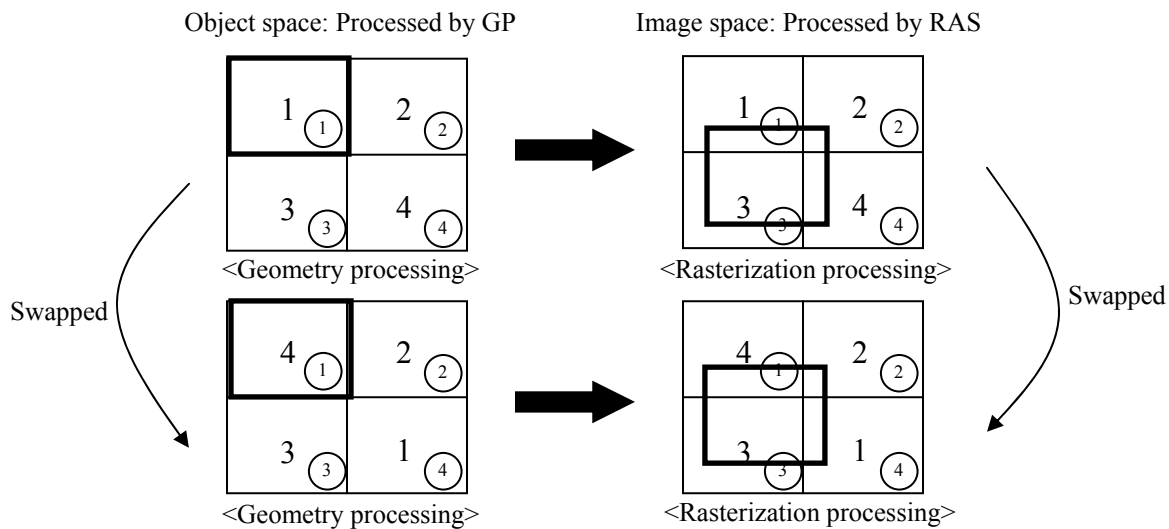 Object space: Processed by GP
Image space: Processed by RAS
1 ① 2 ②
3 ③ 4 ④
<Geometry processing>
1 ① 2 ②
3 ③ 4 ④
<Rasterization processing>
Swapped
Swapped
4 ① 2 ②
3 ③ 1 ④
<Geometry processing>
4 ① 2 ②
3 ③ 1 ④
<Rasterization processing>